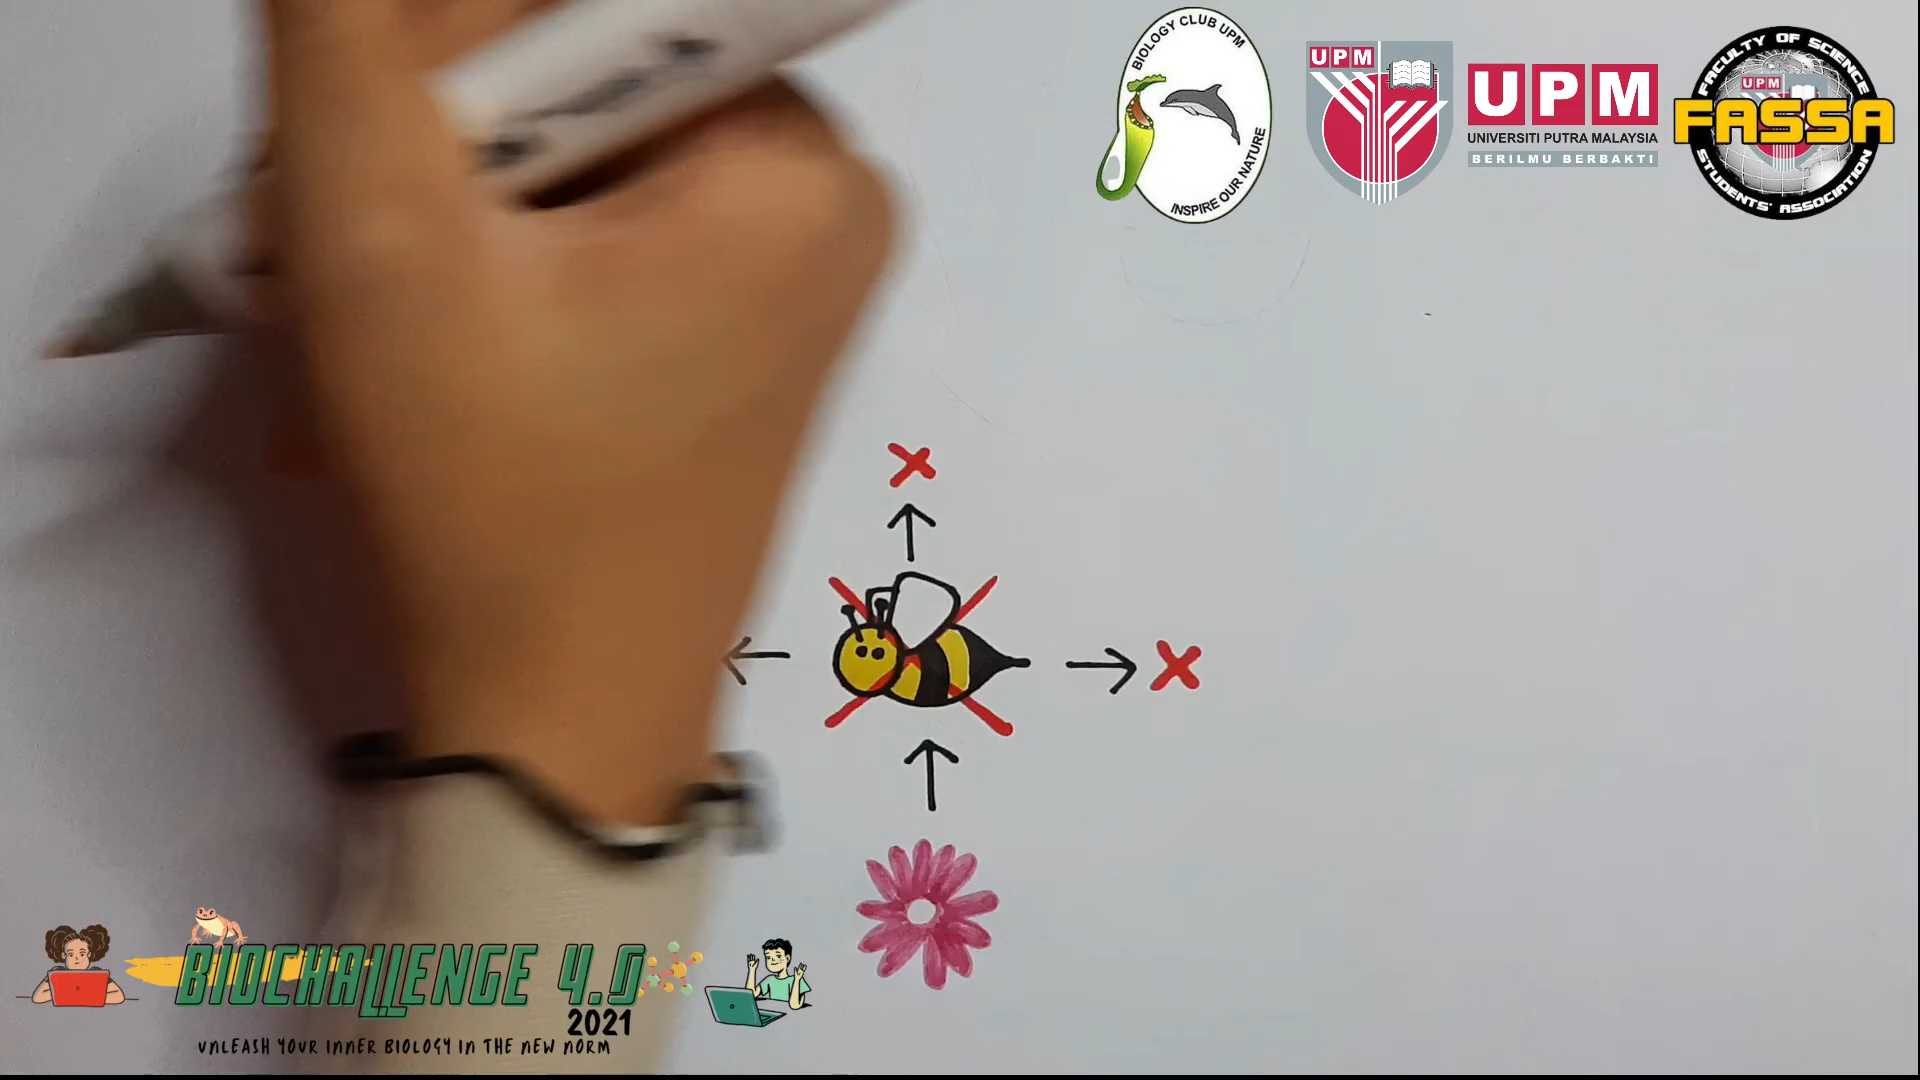 BIOLOGY CLUB UPM
INSPIRE OUR NATURE
UPM
UPM
UNIVERSITI PUTRA MALAYSIA
BERILMU BERBAKTI
FACULTY OF SCIENCE
UPM
FASSA
STUDENTS' ASSOCIATION
BIOCHALLENGE 4.0
2021
UNLEASH YOUR INNER BIOLOGY IN THE NEW NORM